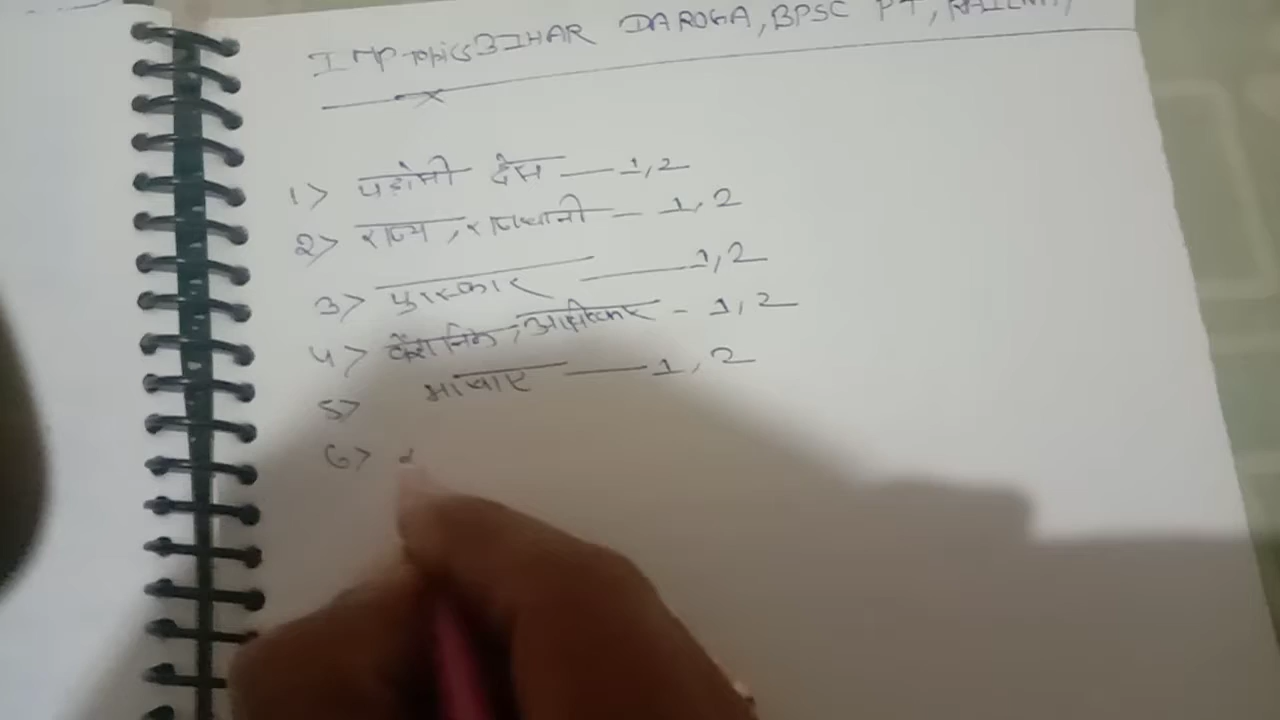 IMP Topics BIHAR DAROGA, BPSC PT,
1> पड़ोसी देस — 1,2
2> राज्य, राजधानी - 1,2
3> पुरस्कार — 1,2
4> - 1,2
5> भाषाए — 1,2
6>